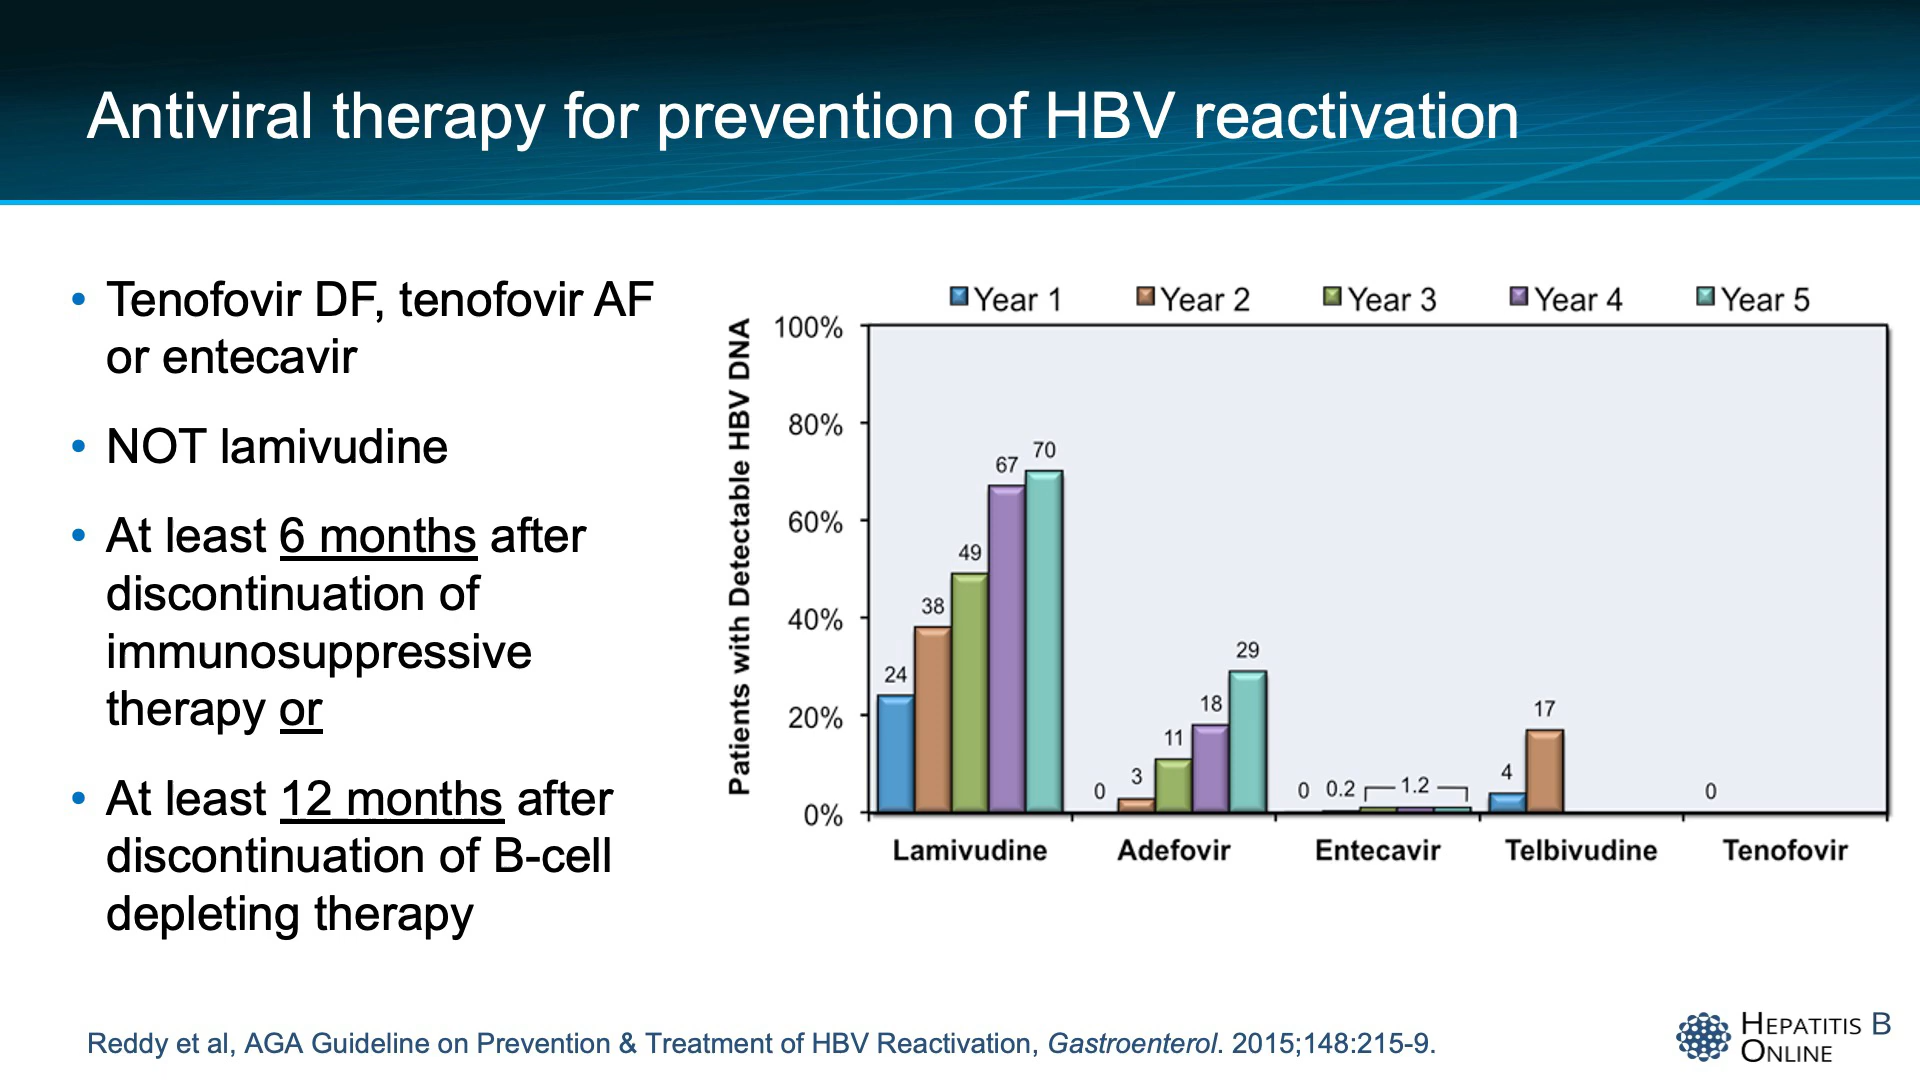 Antiviral therapy for prevention of HBV reactivation
• Tenofovir DF, tenofovir AF
or entecavir
• NOT lamivudine
• At least 6 months after
discontinuation of
immunosuppressive
therapy or
• At least 12 months after
discontinuation of B-cell
depleting therapy
Year 1 Year 2 Year 3 Year 4 Year 5
Patients with Detectable HBV DNA
100%
80%
60%
40%
20%
0%
24 38 49 67 70
0 3 11 18 29
0 0.2 1.2
4 17
0
Lamivudine Adefovir Entecavir Telbivudine Tenofovir
Reddy et al, AGA Guideline on Prevention & Treatment of HBV Reactivation, Gastroenterol. 2015;148:215-9.
HEPATITIS B
ONLINE